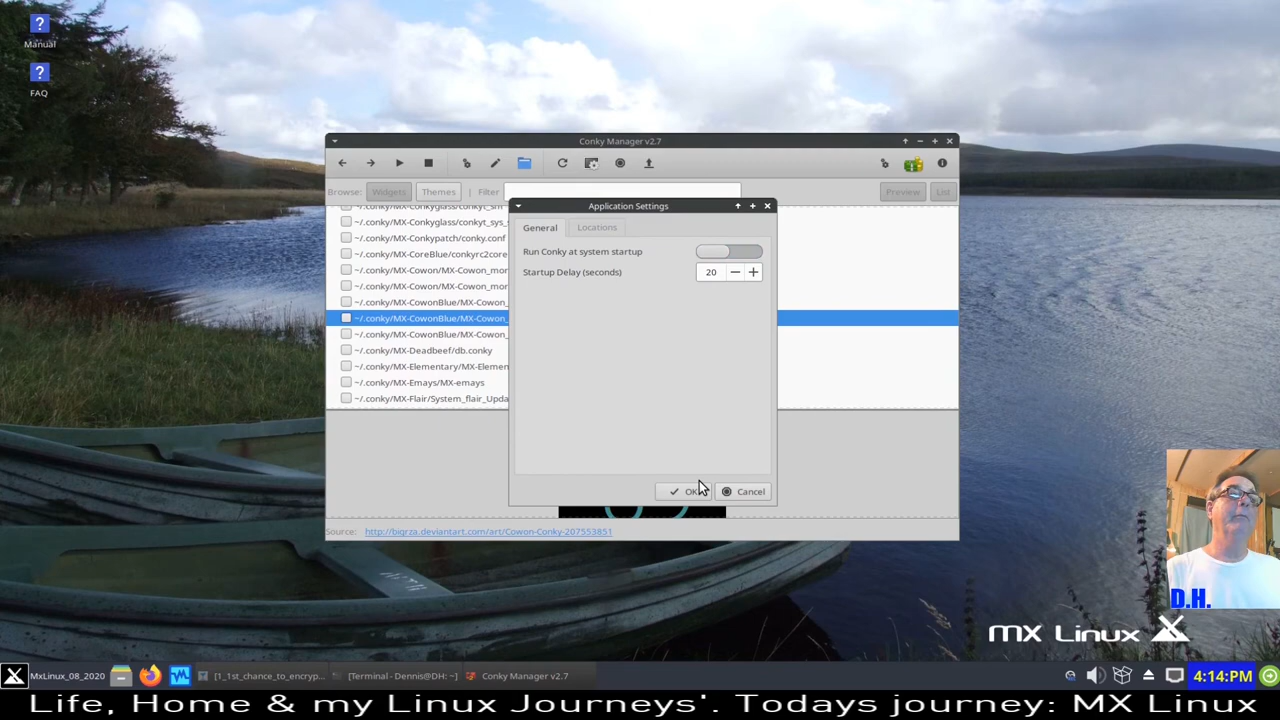 Manual
FAQ
Conky Manager v2.7
Browse: Widgets Themes | Filter Preview List
~/.conky/MX-Conkyglass/conkyt_sm
~/.conky/MX-Conkyglass/conkyt_sys_s
~/.conky/MX-Conkypatch/conky.conf
~/.conky/MX-CoreBlue/conkyrc2core
~/.conky/MX-Cowon/MX-Cowon_mor
~/.conky/MX-Cowon/MX-Cowon_mor
~/.conky/MX-CowonBlue/MX-Cowon_
~/.conky/MX-CowonBlue/MX-Cowon_
~/.conky/MX-CowonBlue/MX-Cowon_
~/.conky/MX-Deadbeef/db.conky
~/.conky/MX-Elementary/MX-Elemen
~/.conky/MX-Emays/MX-emays
~/.conky/MX-Flair/System_flair_Upda
Application Settings
General Locations
Run Conky at system startup
Startup Delay (seconds) 20
OK Cancel
Source: http://bigrza.deviantart.com/art/Cowon-Conky-207553851
D.H.
MX Linux
MxLinux_08_2020 [1_1st_chance_to_encryp... [Terminal - Dennis@DH: ~] Conky Manager v2.7 4:14:PM
Life, Home & my Linux Journeys'. Todays journey: MX Linux